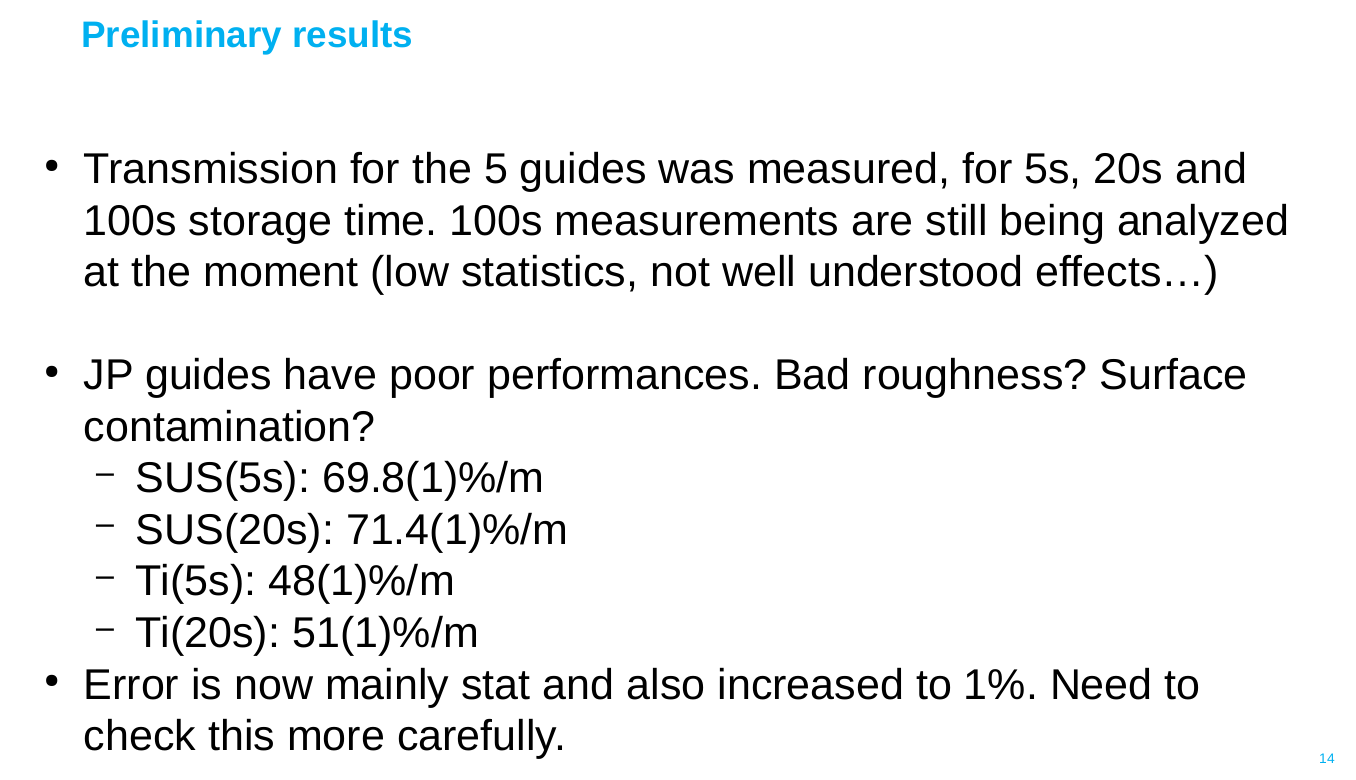 Preliminary results
• Transmission for the 5 guides was measured, for 5s, 20s and
100s storage time. 100s measurements are still being analyzed
at the moment (low statistics, not well understood effects…)
• JP guides have poor performances. Bad roughness? Surface
contamination?
– SUS(5s): 69.8(1)%/m
– SUS(20s): 71.4(1)%/m
– Ti(5s): 48(1)%/m
– Ti(20s): 51(1)%/m
• Error is now mainly stat and also increased to 1%. Need to
check this more carefully.
14